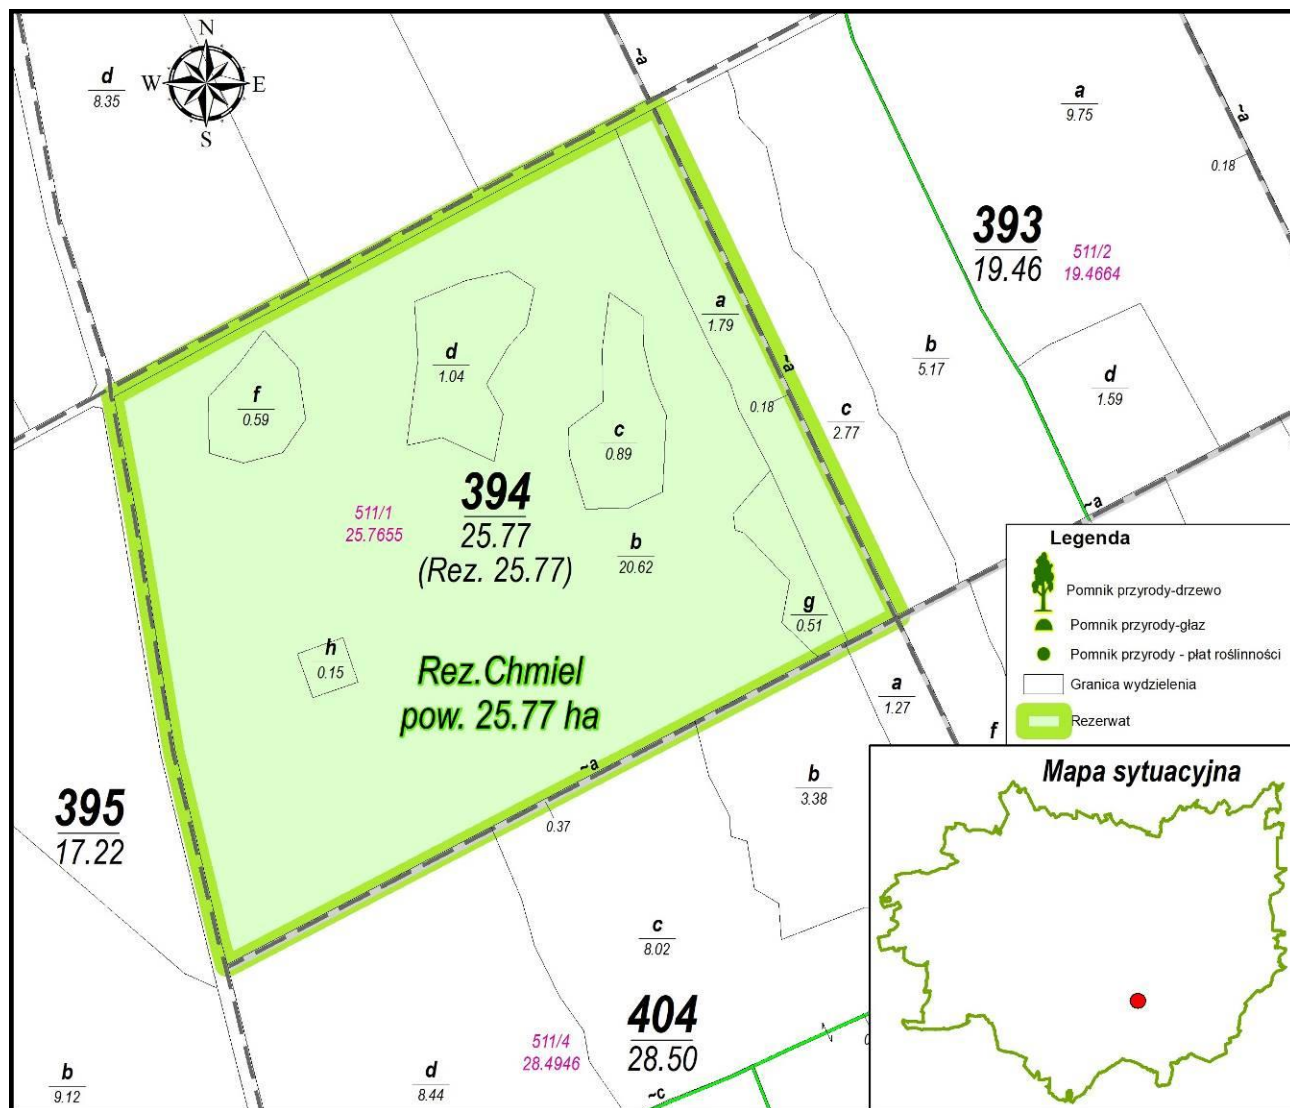 N
W
E
S
d
8.35
~a
a
9.75
~a
0.18
393
19.46
511/2
19.4664
a
1.79
d
1.04
b
5.17
~a
d
1.59
f
0.59
0.18
c
2.77
c
0.89
394
25.77
(Rez. 25.77)
511/1
25.7655
b
20.62
~a
g
0.51
h
0.15
Rez.Chmiel
pow. 25.77 ha
a
1.27
f
~a
b
3.38
0.37
395
17.22
c
8.02
404
28.50
511/4
28.4946
b
9.12
d
8.44
~c
Legenda
Pomnik przyrody-drzewo
Pomnik przyrody-głaz
Pomnik przyrody - płat roślinności
Granica wydzielenia
Rezerwat
Mapa sytuacyjna